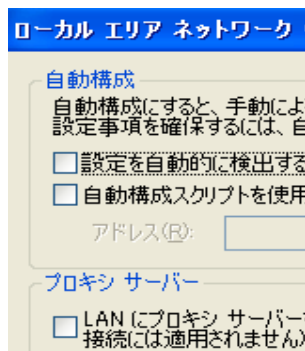 ローカル エリア ネットワーク
自動構成
自動構成にすると、手動によ
設定事項を確保するには、自
設定を自動的に検出する
自動構成スクリプトを使用
アドレス(R):
プロキシ サーバー
LAN にプロキシ サーバー
接続には適用されません